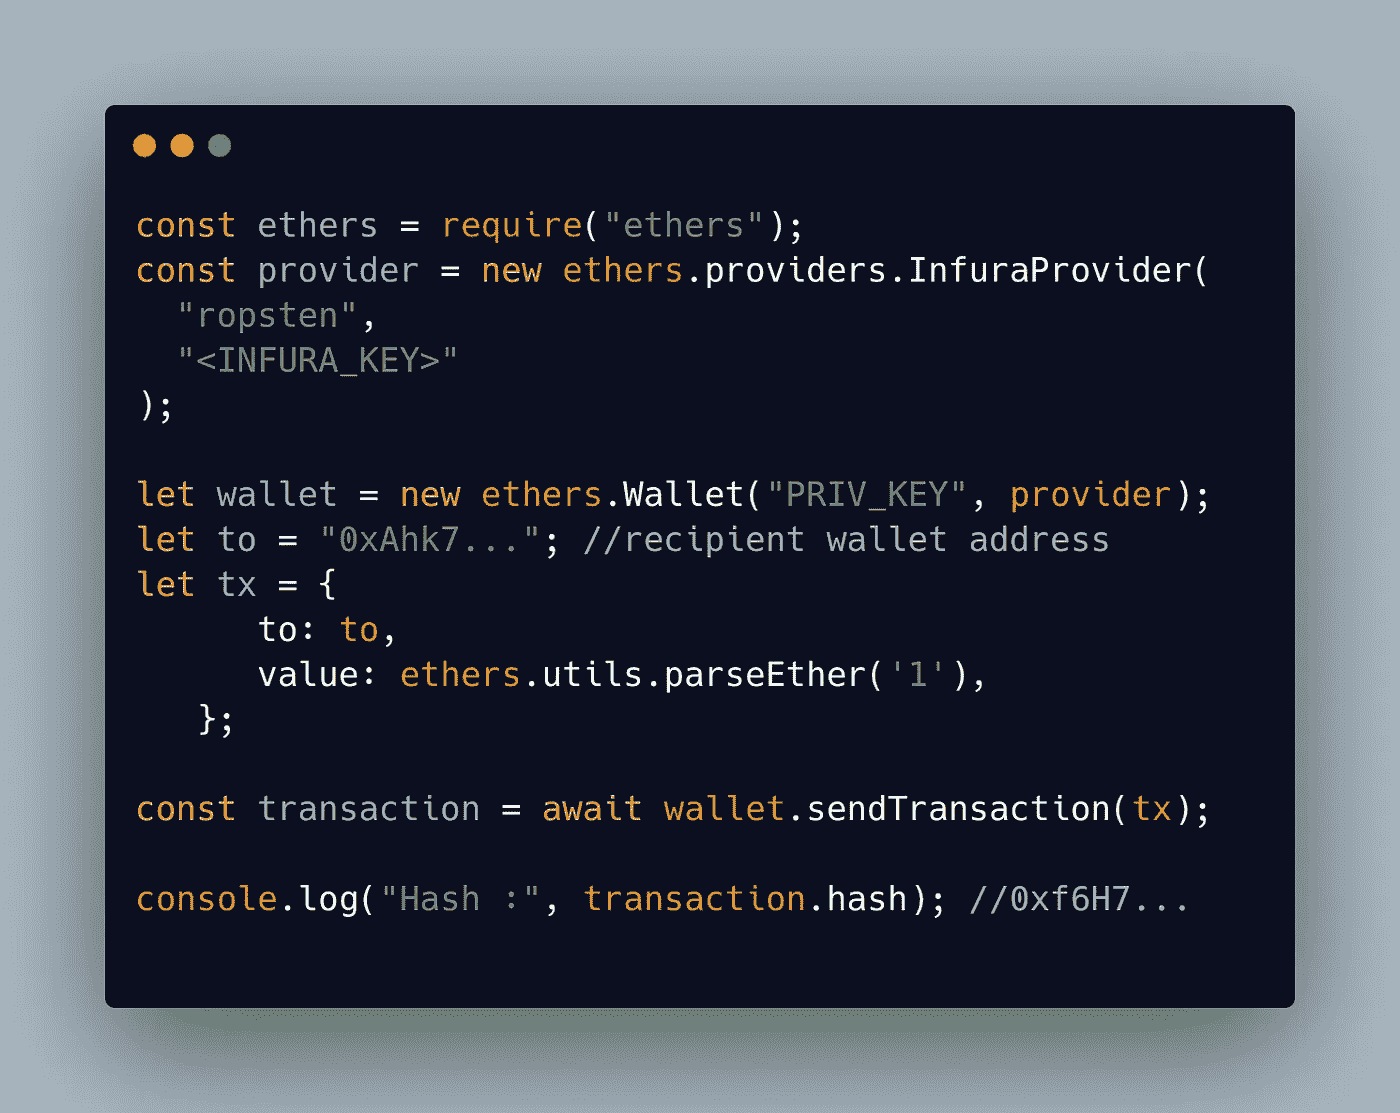 const ethers = require("ethers");
const provider = new ethers.providers.InfuraProvider(
  "ropsten",
  "<INFURA_KEY>"
);
let wallet = new ethers.Wallet("PRIV_KEY", provider);
let to = "0xAhk7..."; //recipient wallet address
let tx = {
      to: to,
      value: ethers.utils.parseEther('1'),
   };
const transaction = await wallet.sendTransaction(tx);
console.log("Hash :", transaction.hash); //0xf6H7...